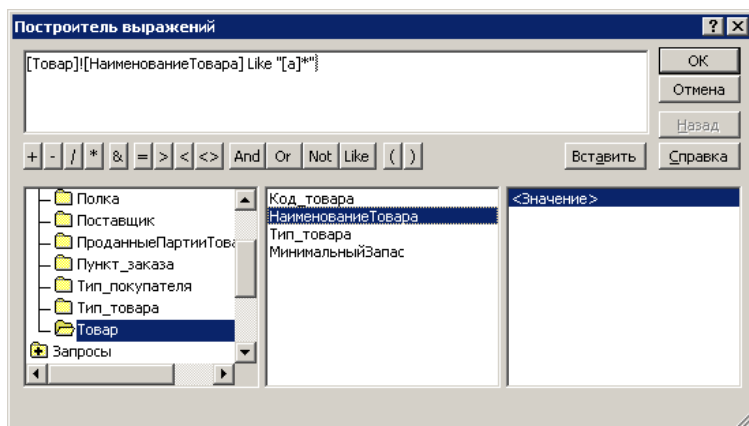 Построитель выражений
[Товар]![НаименованиеТовара] Like "[а]*"
OK
Отмена
Назад
+ - / * & = > < <> And Or Not Like ( ) Вставить Справка
Полка
Поставщик
ПроданныеПартииТова
Пункт_заказа
Тип_покупателя
Тип_товара
Товар
Запросы
Код_товара
НаименованиеТовара
Тип_товара
МинимальныйЗапас
<Значение>